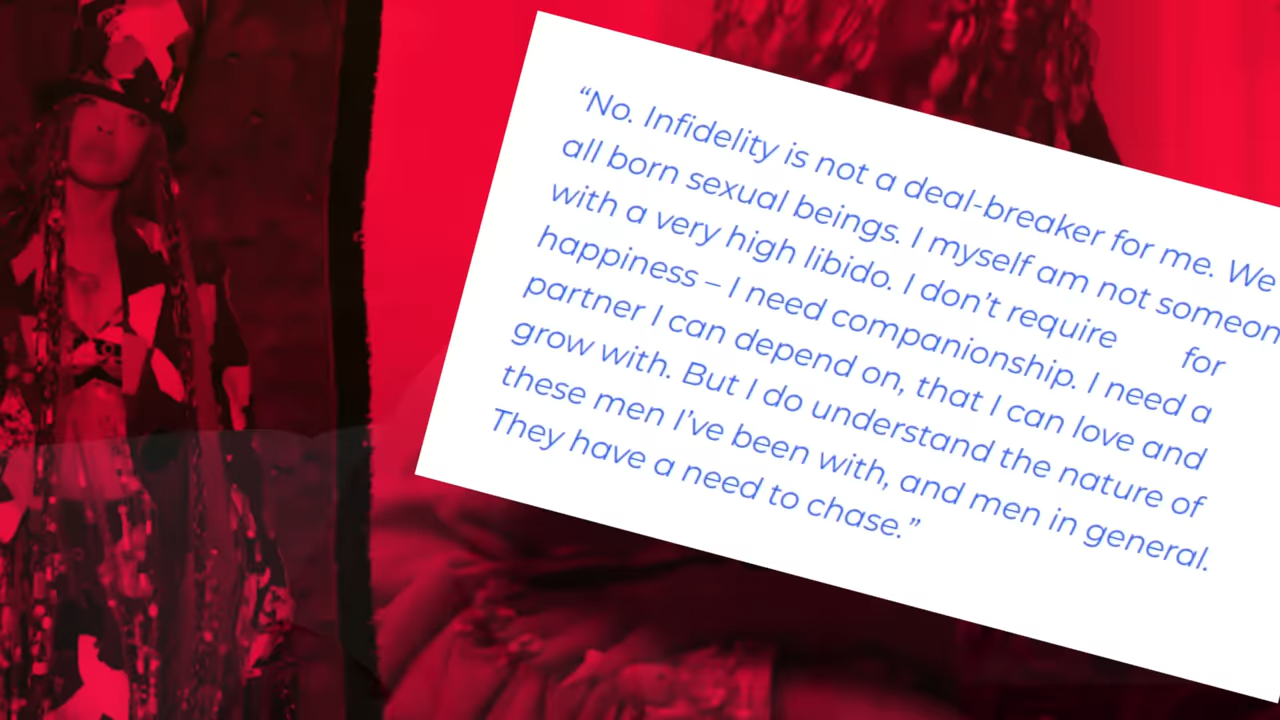 “No. Infidelity is not a deal-breaker for me. We
all born sexual beings. I myself am not someon
with a very high libido. I don’t require for
happiness – I need companionship. I need a
partner I can depend on, that I can love and
grow with. But I do understand the nature of
these men I’ve been with, and men in general.
They have a need to chase.”